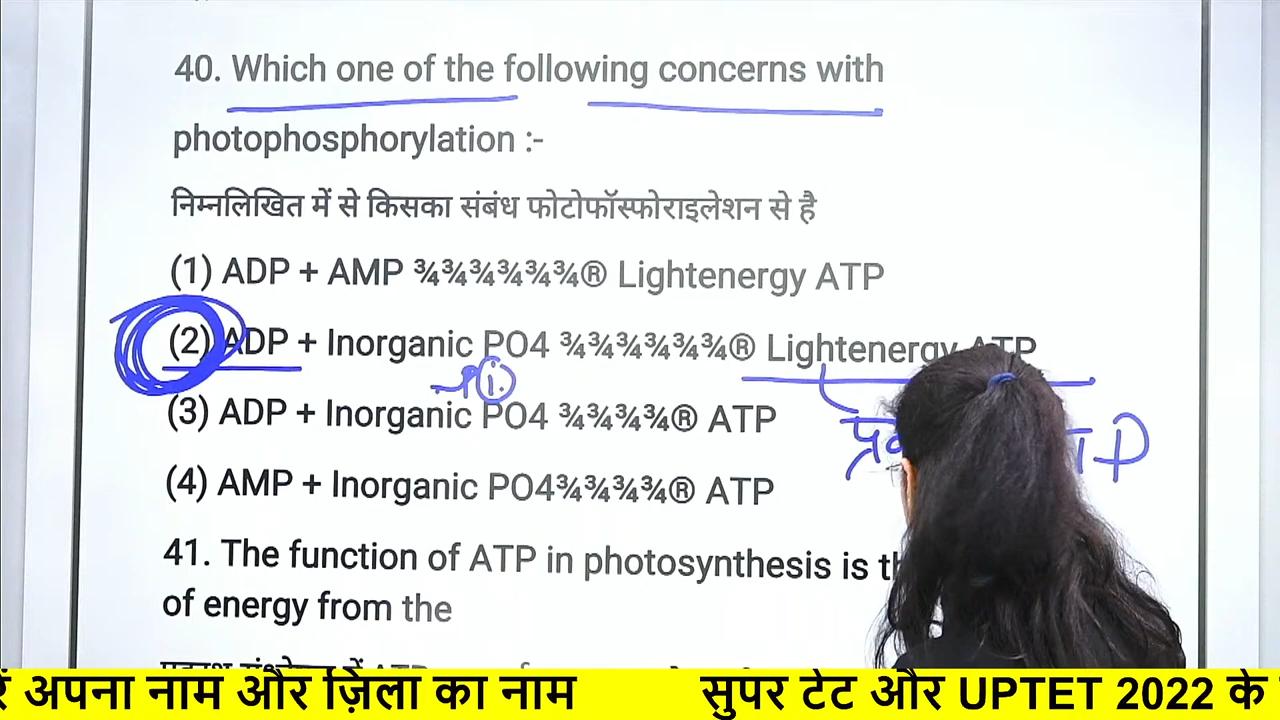 40. Which one of the following concerns with
photophosphorylation :-
निम्नलिखित में से किसका संबंध फोटोफॉस्फोराइलेशन से है
(1) ADP + AMP ¾¾¾¾¾¾® Lightenergy ATP
(2) ADP + Inorganic PO4 ¾¾¾¾¾¾® Lightenergy ATP
(3) ADP + Inorganic PO4 ¾¾¾¾® ATP
(4) AMP + Inorganic PO4¾¾¾¾® ATP
41. The function of ATP in photosynthesis is
of energy from the
अपना नाम और ज़िला का नाम सुपर टेट और UPTET 2022 के